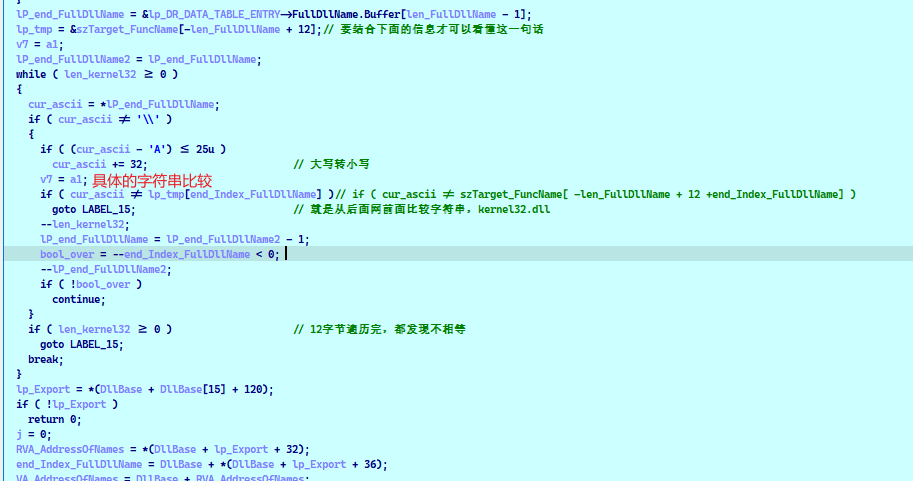 }
lP_end_FullDllName = &lp_DR_DATA_TABLE_ENTRY->FullDllName.Buffer[len_FullDllName - 1];
lp_tmp = &szTarget_FuncName[-len_FullDllName + 12];// 要结合下面的信息才可以看懂这一句话
v7 = a1;
lP_end_FullDllName2 = lP_end_FullDllName;
while ( len_kernel32 ≥ 0 )
{
cur_ascii = *lP_end_FullDllName;
if ( cur_ascii ≠ '\\' )
{
if ( (cur_ascii - 'A') ≤ 25u )
cur_ascii += 32; // 大写转小写
v7 = a1; 具体的字符串比较
if ( cur_ascii ≠ lp_tmp[end_Index_FullDllName] )// if ( cur_ascii ≠ szTarget_FuncName[ -len_FullDllName + 12 +end_Index_FullDllName] )
goto LABEL_15; // 就是从后面网前面比较字符串，kernel32.dll
--len_kernel32;
lP_end_FullDllName = lP_end_FullDllName2 - 1;
bool_over = --end_Index_FullDllName < 0;
--lP_end_FullDllName2;
if ( !bool_over )
continue;
}
if ( len_kernel32 ≥ 0 ) // 12字节遍历完，都发现不相等
goto LABEL_15;
break;
}
lp_Export = *(DllBase + DllBase[15] + 120);
if ( !lp_Export )
return 0;
j = 0;
RVA_AddressOfNames = *(DllBase + lp_Export + 32);
end_Index_FullDllName = DllBase + *(DllBase + lp_Export + 36);
VA_AddressOfNames = DllBase + RVA_AddressOfNames;